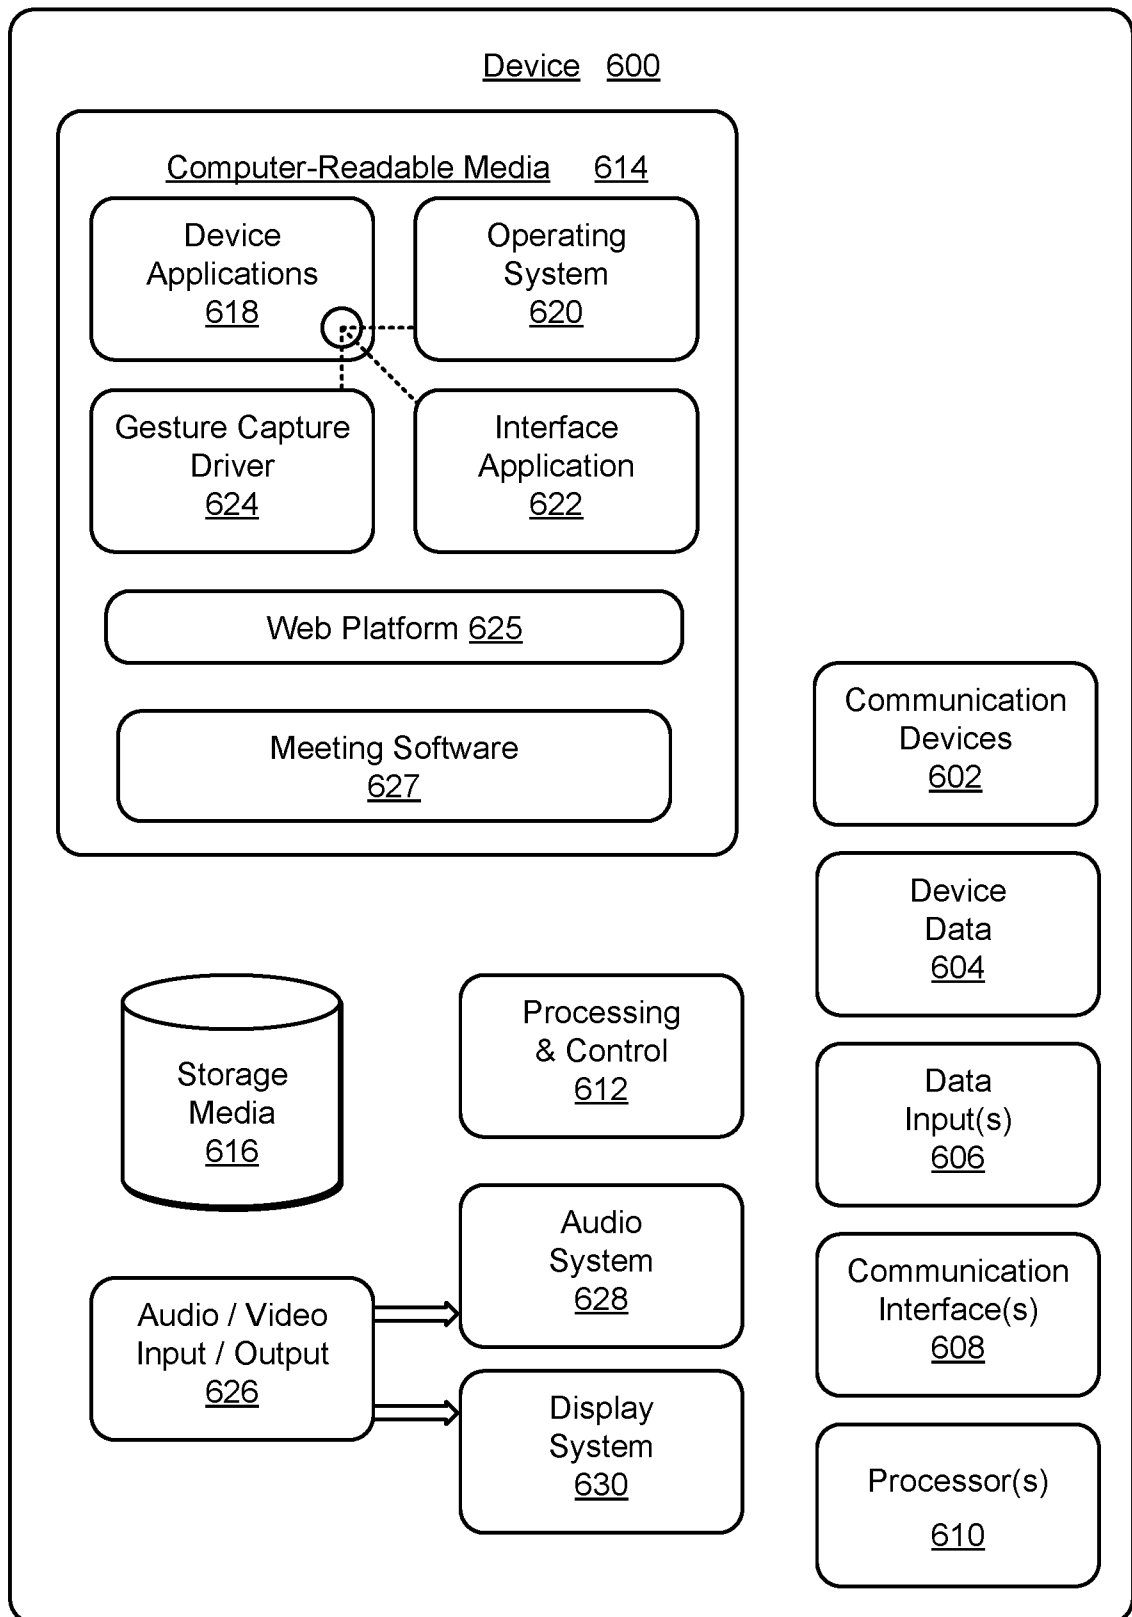 Device 600
Computer-Readable Media 614
Device
Applications
618
Operating
System
620
Gesture Capture
Driver
624
Interface
Application
622
Web Platform 625
Meeting Software
627
Communication
Devices
602
Device
Data
604
Storage
Media
616
Processing
& Control
612
Data
Input(s)
606
Audio / Video
Input / Output
626
Audio
System
628
Communication
Interface(s)
608
Display
System
630
Processor(s)
610